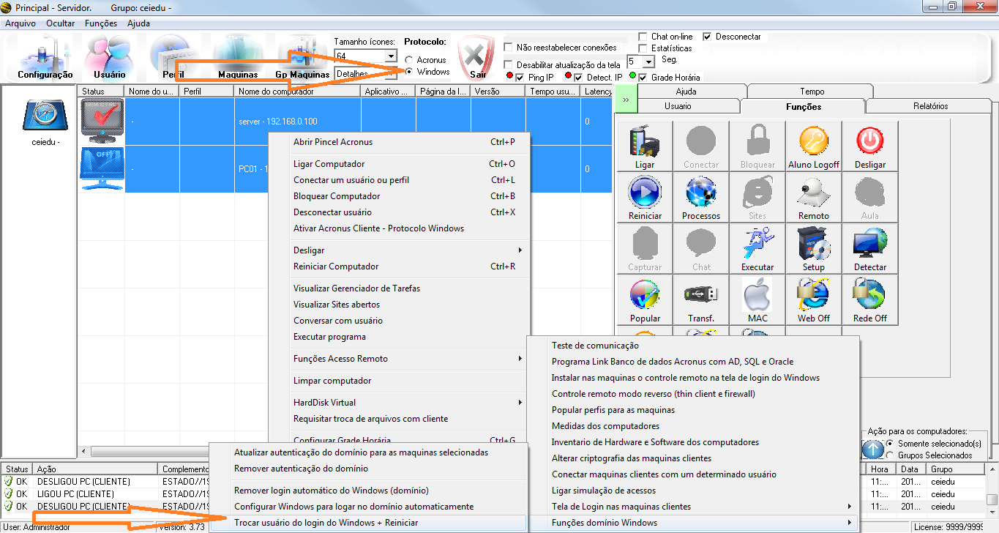 Principal - Servidor. Grupo: ceiedu -
Arquivo Ocultar Funções Ajuda
Configuração
Usuário
Perfil
Maquinas
Gp Maquinas
Tamanho ícones:
64
Detalhes
Protocolo:
Acronus
Windows
Sair
Não reestabelecer conexões
Desabilitar atualização da tela
Ping IP Detect. IP Grade Horária
Chat on-line Desconectar
Estatísticas
5 Seg.
ceiedu -
Status Nome do u... Perfil Nome do computador Aplicativo ... Página da I... Versão Tempo usu... Latency
- server - 192.168.0.100 0
OFF - PC01 - 1 0
Abrir Pincel Acronus Ctrl+P
Ligar Computador Ctrl+O
Conectar um usuário ou perfil Ctrl+L
Bloquear Computador Ctrl+B
Desconectar usuário Ctrl+X
Ativar Acronus Cliente - Protocolo Windows
Desligar
Reiniciar Computador Ctrl+R
Visualizar Gerenciador de Tarefas
Visualizar Sites abertos
Conversar com usuário
Executar programa
Funções Acesso Remoto
Limpar computador
HardDisk Virtual
Requisitar troca de arquivos com cliente
Configurar Grade Horária Ctrl+G
>>
Ajuda Tempo
Usuario Funções Relatórios
Ligar Conectar Bloquear Aluno Logoff Desligar
Reiniciar Processos Sites Remoto Aula
Capturar Chat Executar Setup Detectar
Popular Transf. MAC Web Off Rede Off
Teste de comunicação
Programa Link Banco de dados Acronus com AD, SQL e Oracle
Instalar nas maquinas o controle remoto na tela de login do Windows
Controle remoto modo reverso (thin client e firewall)
Popular perfis para as maquinas
Medidas dos computadores
Inventario de Hardware e Software dos computadores
Alterar criptografia das maquinas clientes
Conectar maquinas clientes com um determinado usuário
Ligar simulação de acessos
Tela de Login nas maquinas clientes
Funções domínio Windows
Atualizar autenticação do domínio para as maquinas selecionadas
Remover autenticação do domínio
Remover login automático do Windows (domínio)
Configurar Windows para logar no domínio automaticamente
Trocar usuário do login do Windows + Reiniciar
Ação para os computadores:
Somente selecionado(s)
Grupos Selecionados
Status Ação Complemento Hora Data Grupo
OK DESLIGOU PC (CLIENTE) ESTADO//19 11:... 201... ceiedu
OK LIGOU PC (CLIENTE) ESTADO//19 11:... 201... ceiedu
OK DESLIGOU PC (CLIENTE) ESTADO//19 11:... 201... ceiedu
User: Administrador Version: 3.73 License: 9999/9999